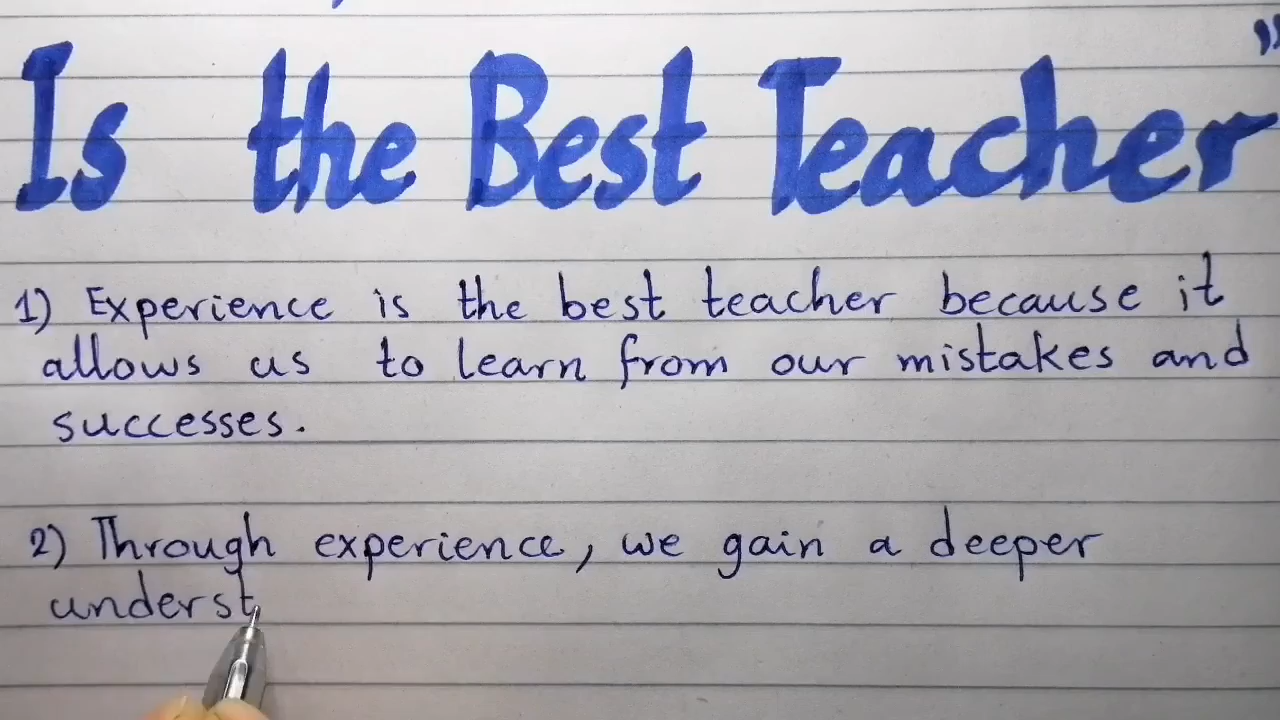 Is the Best Teacher"
1) Experience is the best teacher because it
allows us to learn from our mistakes and
successes.
2) Through experience, we gain a deeper
underst